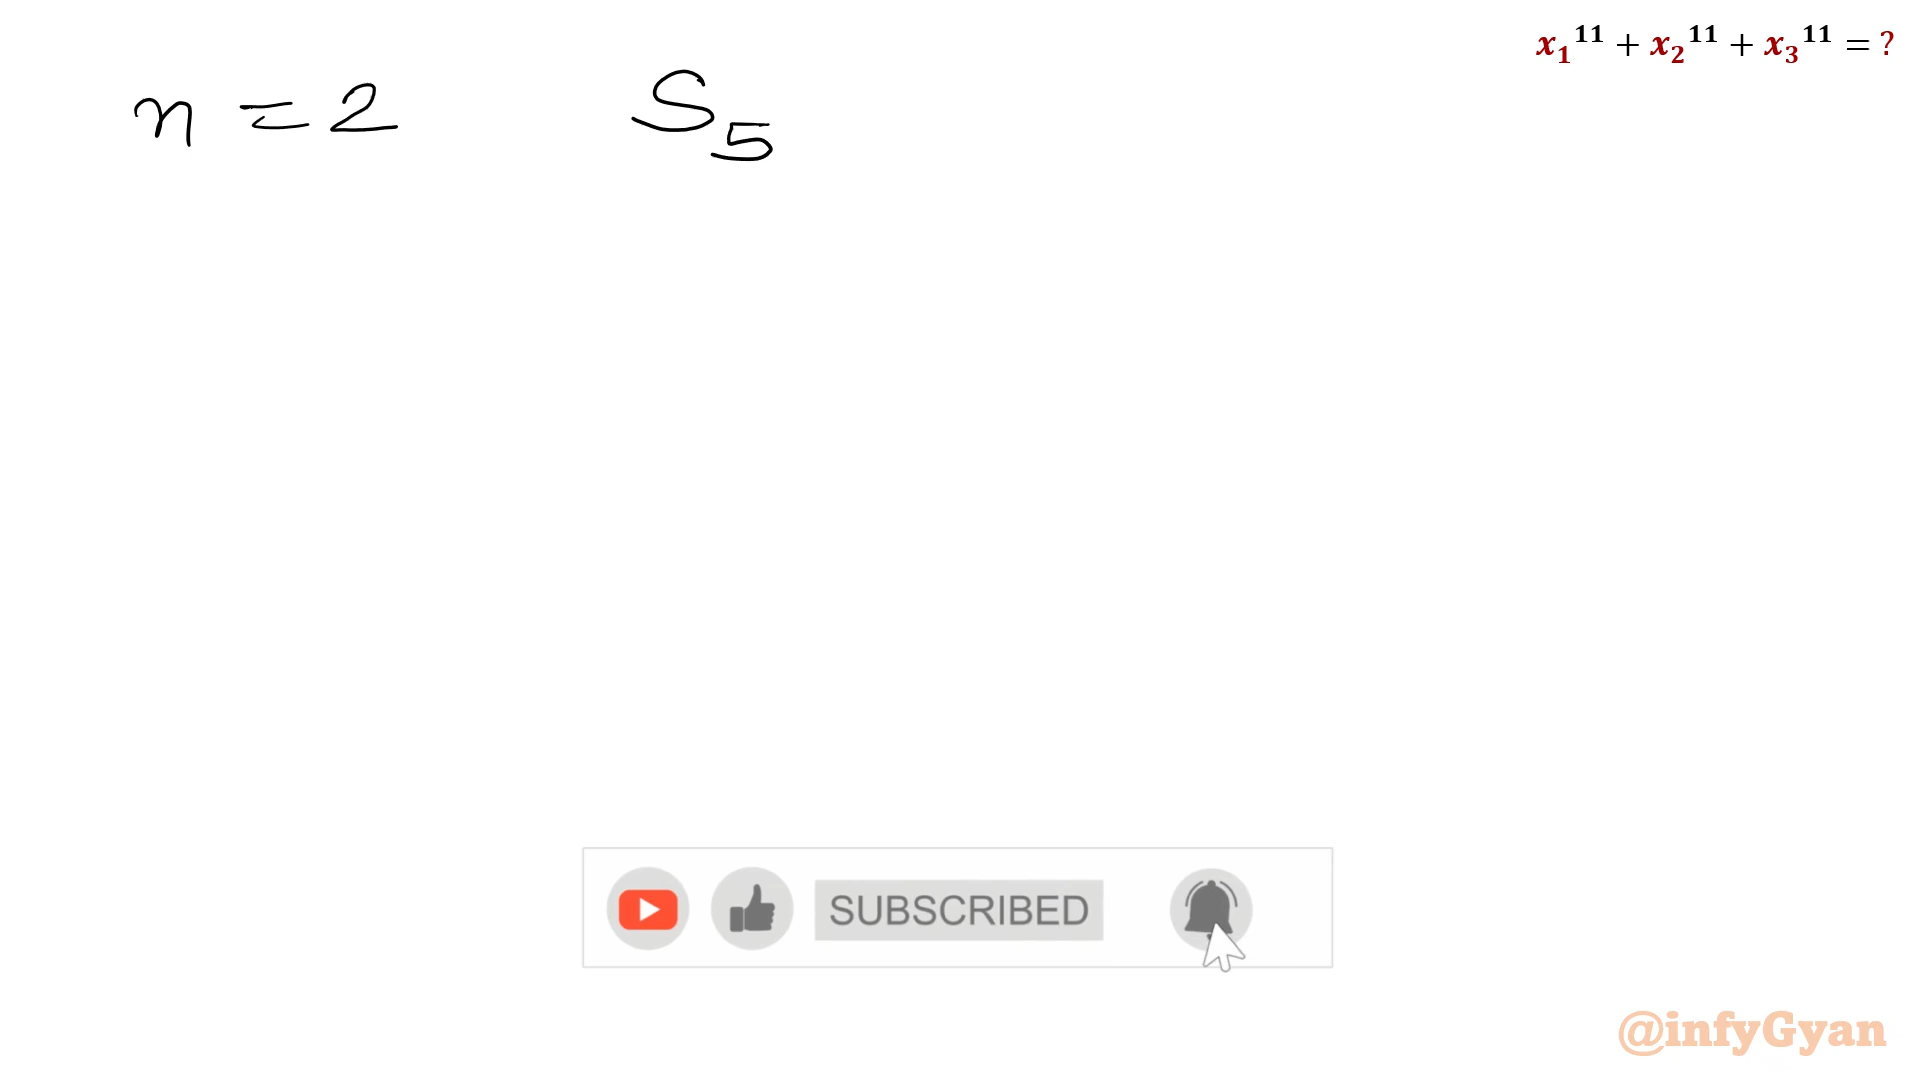 x₁¹¹ + x₂¹¹ + x₃¹¹ = ?
n = 2 S₅
SUBSCRIBED
@infyGyan